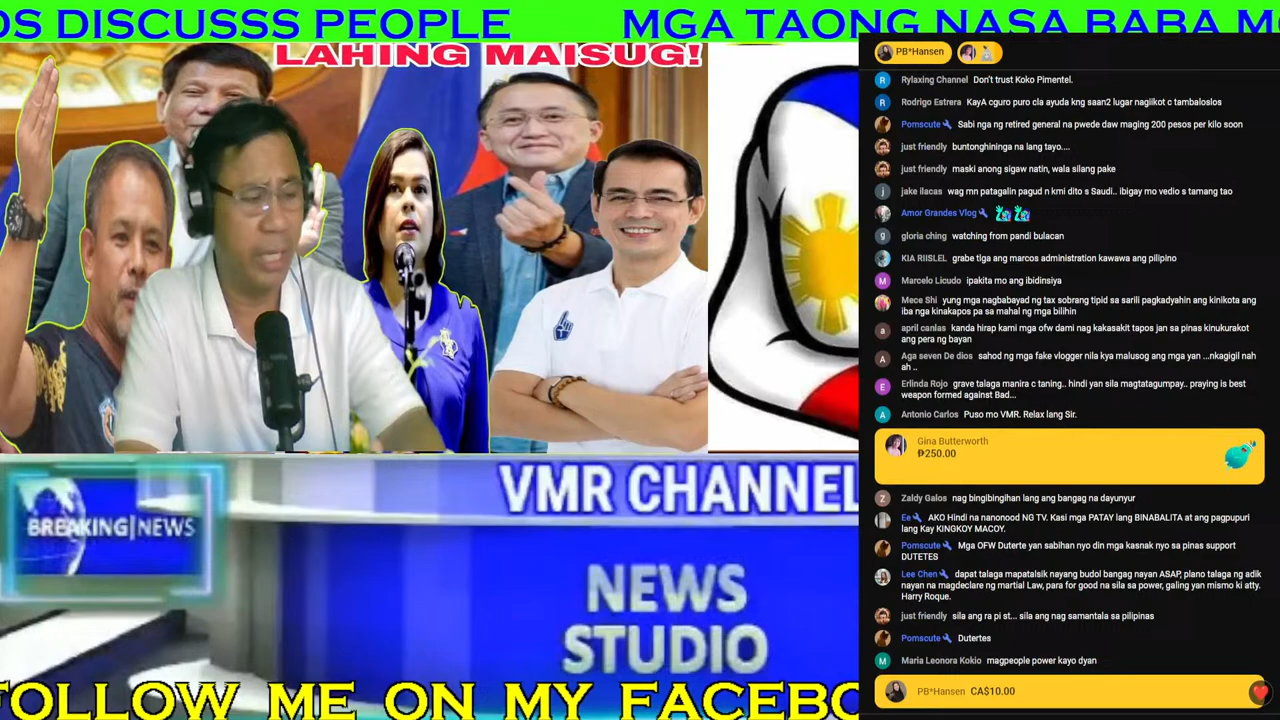 OS DISCUSSS PEOPLE MGA TAONG NASA BABA M
LAHING MAISUG!
BREAKING|NEWS
VMR CHANNEL
NEWS
STUDIO
FOLLOW ME ON MY FACEBO
PB*Hansen
Rylaxing Channel Don't trust Koko Pimentel.
Rodrigo Estrera KayA cguro puro cla ayuda kng saan2 lugar nagiikot c tambaloslos
Pomscute Sabi nga ng retired general na pwede daw maging 200 pesos per kilo soon
just friendly buntonghininga na lang tayo....
just friendly maski anong sigaw natin, wala silang pake
jake ilacas wag mn patagalin pagud n kmi dito s Saudi.. ibigay mo vedio s tamang tao
Amor Grandes Vlog
gloria ching watching from pandi bulacan
KIA RIISLEL grabe tlga ang marcos administration kawawa ang pilipino
Marcelo Licudo ipakita mo ang ibidinsiya
Mece Shi yung mga nagbabayad ng tax sobrang tipid sa sarili pagkadyahin ang kinikota ang
iba nga kinakapos pa sa mahal ng mga bilihin
april canlas kanda hirap kami mga ofw dami nag kakasakit tapos jan sa pinas kinukurakot
ang pera ng bayan
Aga seven De dios sahod ng mga fake vlogger nila kya malusog ang mga yan ...nkagigil nah
ah ..
Erlinda Rojo grave talaga manira c taning.. hindi yan sila magtatagumpay.. praying is best
weapon formed against Bad...
Antonio Carlos Puso mo VMR. Relax lang Sir.
Gina Butterworth
₱250.00
Zaldy Galos nag bingibingihan lang ang bangag na dayunyur
Ee AKO Hindi na nanonood NG TV. Kasi mga PATAY lang BINABALITA at ang pagpupurl
lang Kay KINGKOY MACOY.
Pomscute Mga OFW Duterte yan sabihan nyo din mga kasnak nyo sa pinas support
DUTETES
Lee Chen dapat talaga mapatalsik nayang budol bangag nayan ASAP, plano talaga ng adik
nayan na magdeclare ng martial Law, para for good na sila sa power, galing yan mismo ki atty.
Harry Roque.
just friendly sila ang ra pi st... sila ang nag samantala sa pilipinas
Pomscute Dutertes
Maria Leonora Kokio magpeople power kayo dyan
PB*Hansen CA$10.00